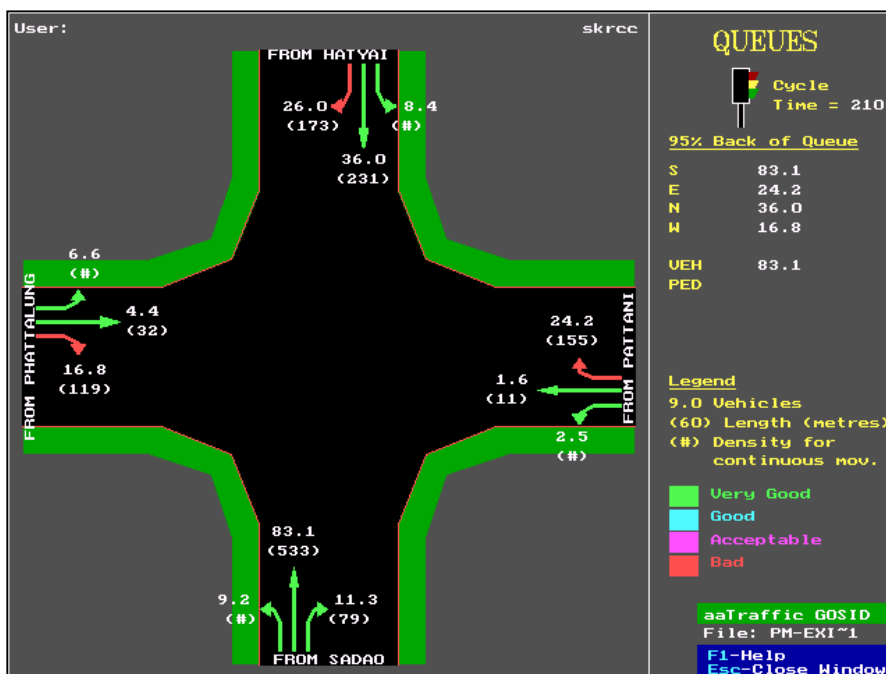 User:
skrcc
FROM HATYAI
26.0
(173)
8.4
(#)
36.0
(231)
6.6
(#)
4.4
(32)
16.8
(119)
FROM PHATTALUNG
24.2
(155)
1.6
(11)
2.5
(#)
FROM PATTANI
83.1
(533)
9.2
(#)
11.3
(79)
FROM SADAO
QUEUES
Cycle
Time = 210
95% Back of Queue
S 83.1
E 24.2
N 36.0
W 16.8
VEH 83.1
PED
Legend
9.0 Vehicles
(60) Length (metres)
(#) Density for
continuous mov.
Very Good
Good
Acceptable
Bad
aaTraffic GOSID
File: PM-EXI~1
F1-Help
Esc-Close Window